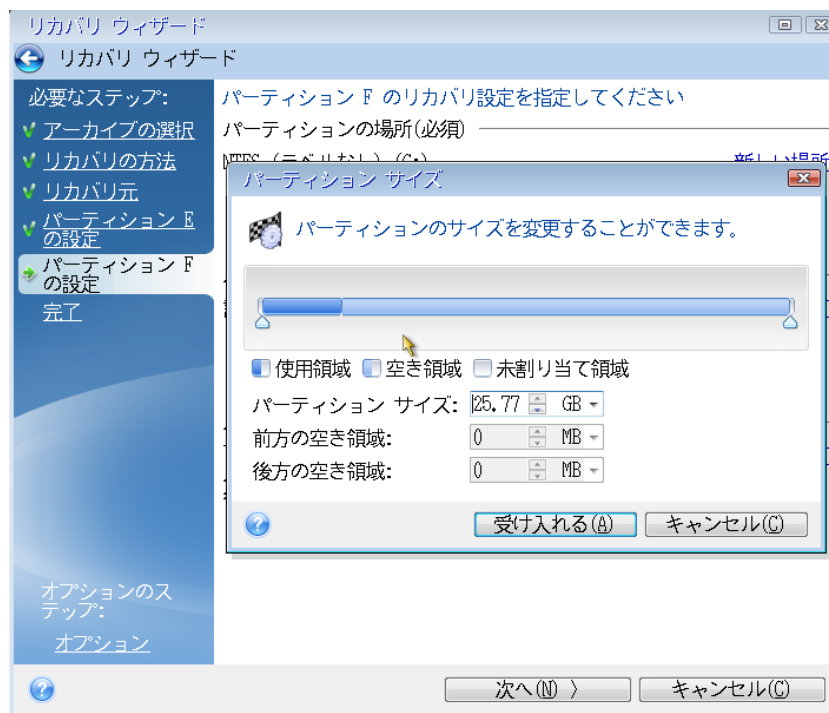 リカバリ ウィザード
リカバリ ウィザード
必要なステップ:
アーカイブの選択
リカバリの方法
リカバリ元
パーティション E
の設定
パーティション F
の設定
完了
オプションのス
テップ:
オプション
パーティション F のリカバリ設定を指定してください
パーティションの場所(必須)
NTFS (ラベルなし) (C:)
新しい場所
パーティション サイズ
パーティションのサイズを変更することができます。
使用領域 空き領域 未割り当て領域
パーティション サイズ: 25.77 GB
前方の空き領域: 0 MB
後方の空き領域: 0 MB
受け入れる(A) キャンセル(C)
次へ(N) 〉 キャンセル(C)